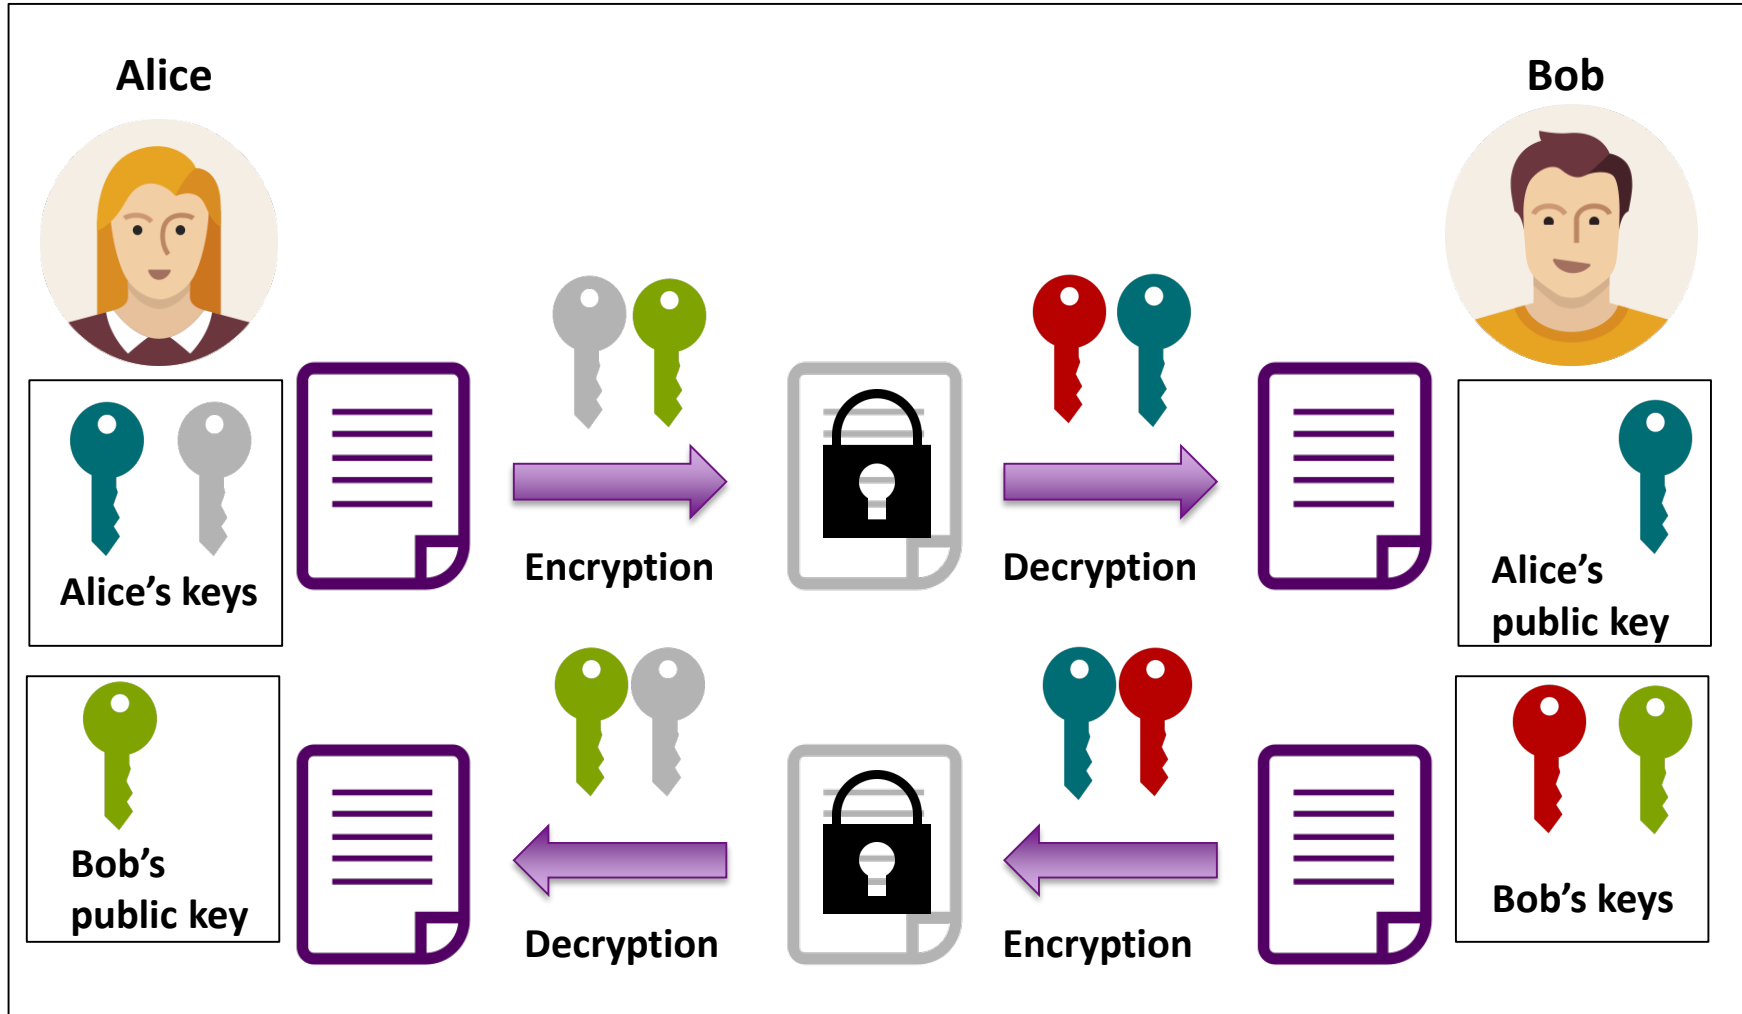 Alice
Bob
Encryption
Decryption
Alice’s keys
Alice’s
public key
Bob’s
public key
Decryption
Encryption
Bob’s keys